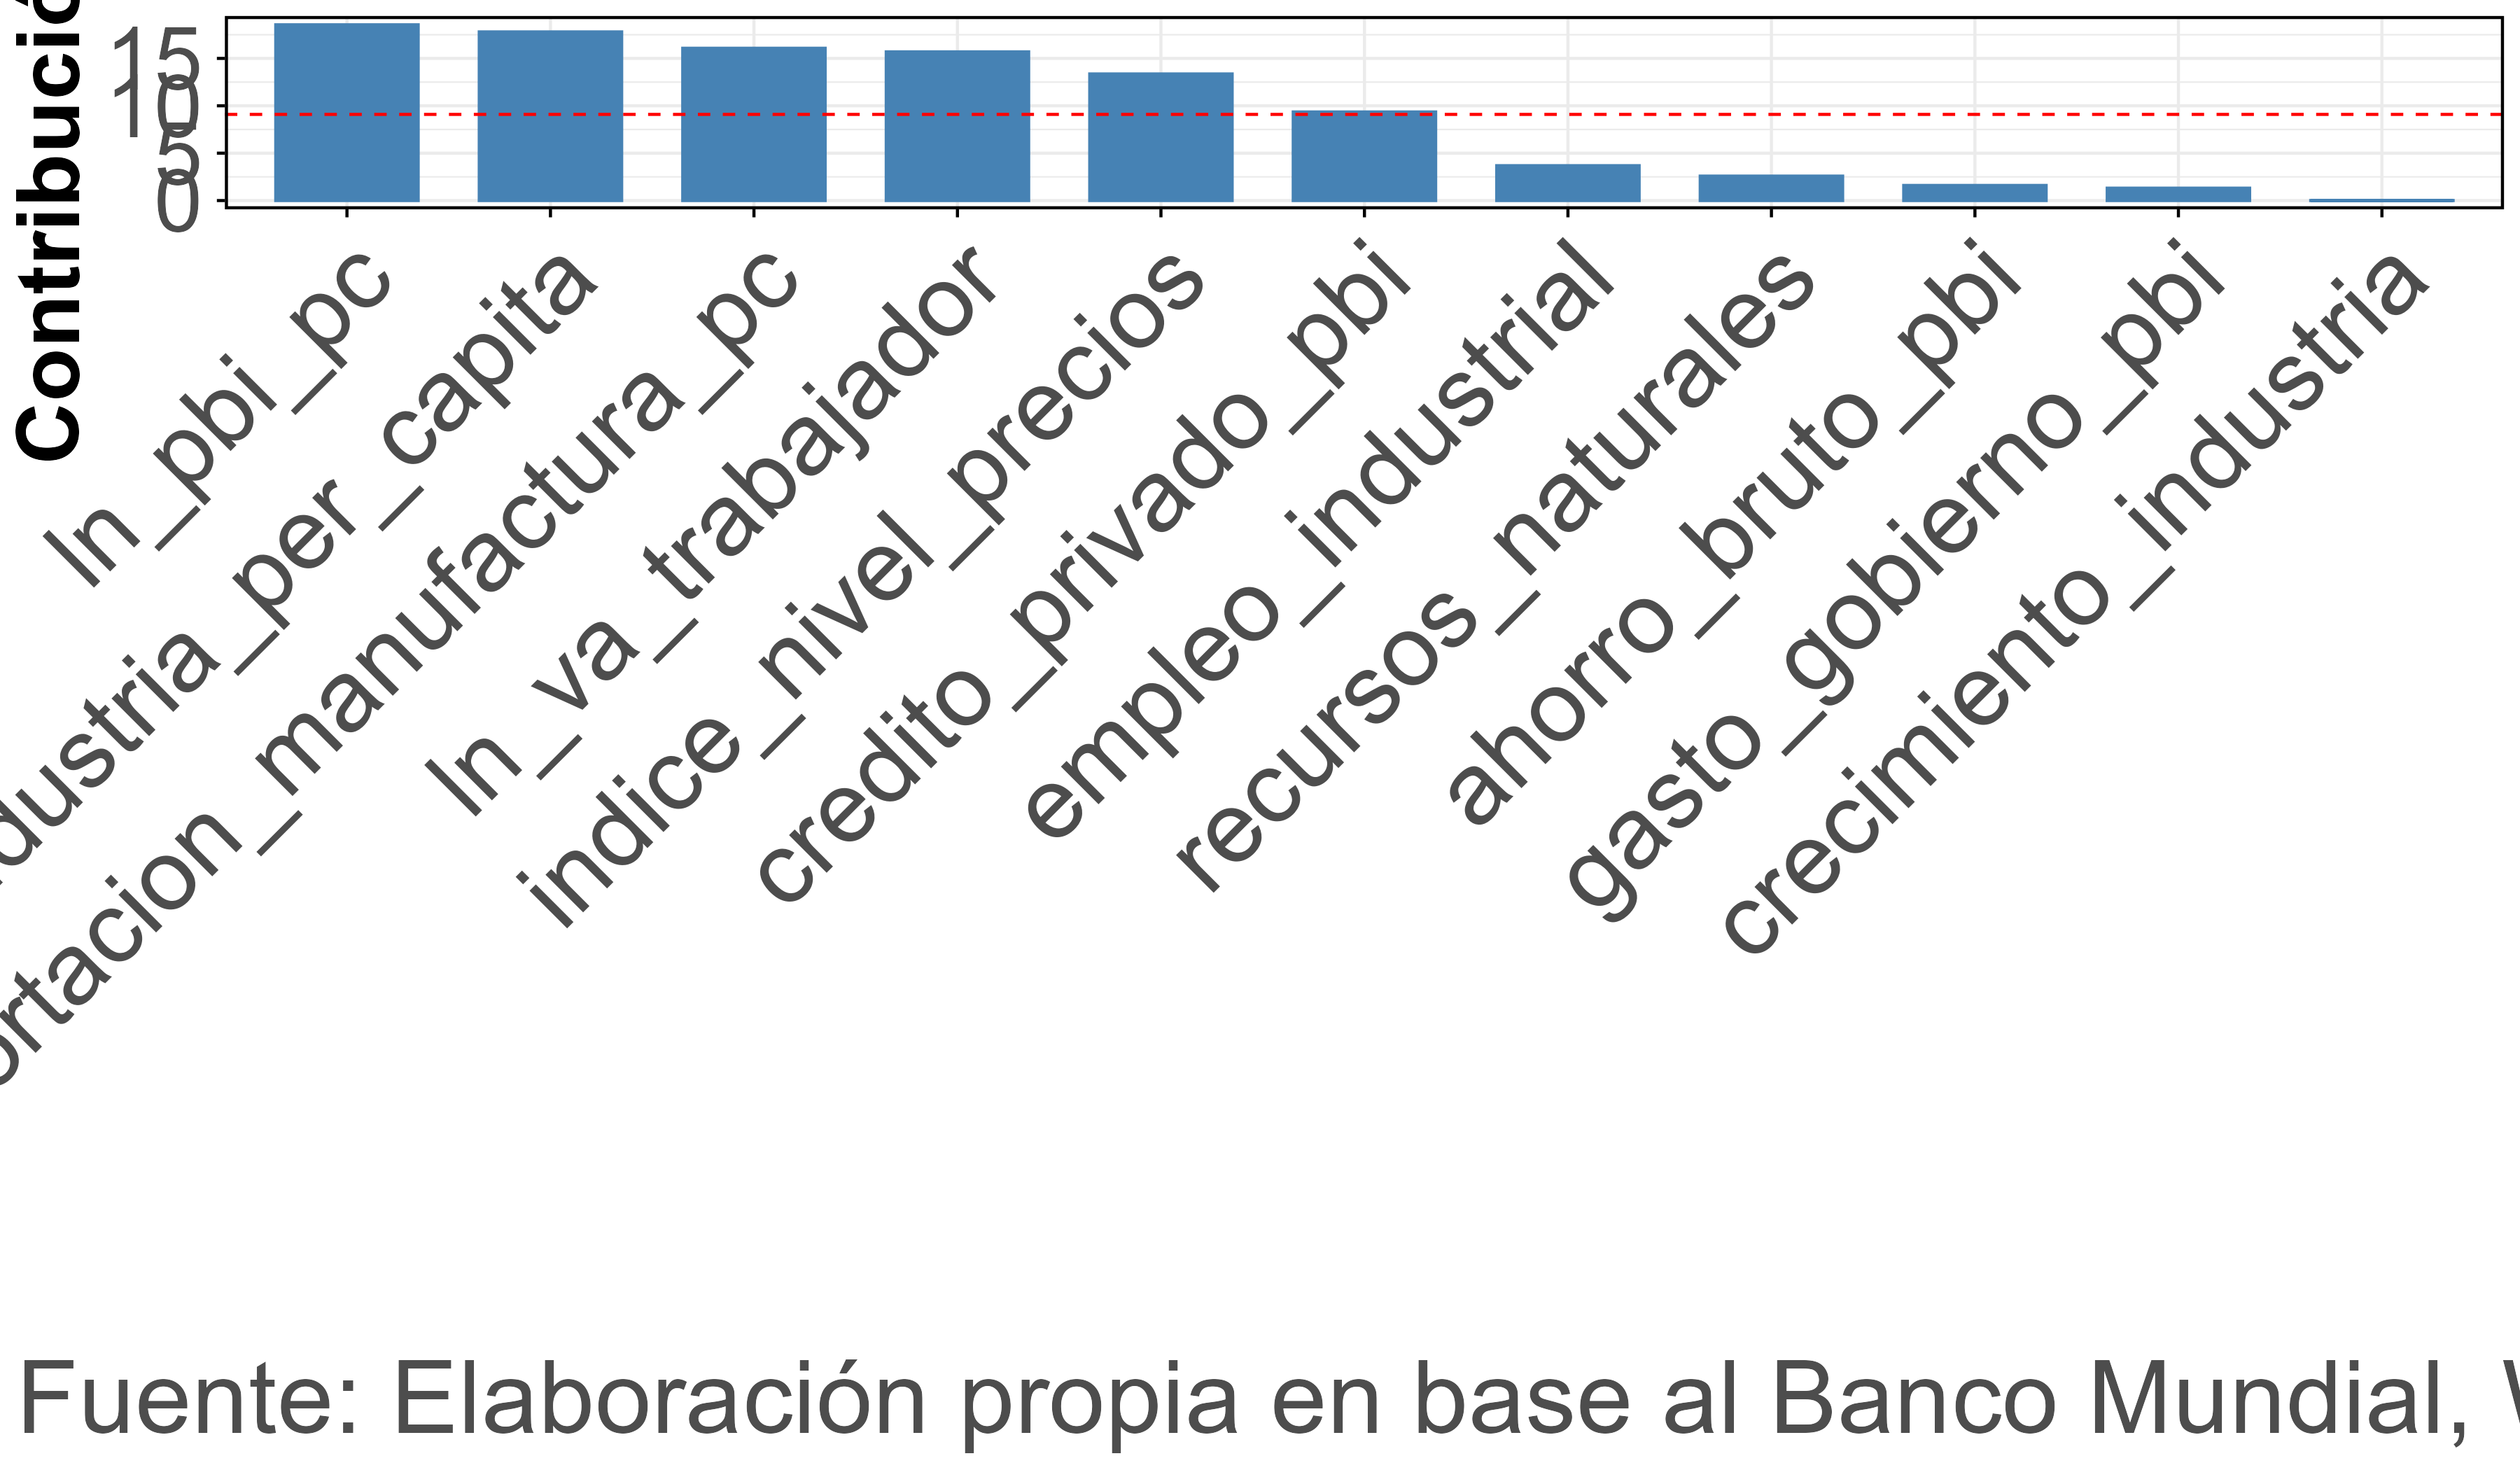 Contribució
15
10
5
0
ln_pbi_pc
dustria_per_capita
ortacion_manufactura_pc
ln_va_trabajador
indice_nivel_precios
credito_privado_pbi
empleo_industrial
recursos_naturales
ahorro_bruto_pbi
gasto_gobierno_pbi
crecimiento_industria
Fuente: Elaboración propia en base al Banco Mundial,